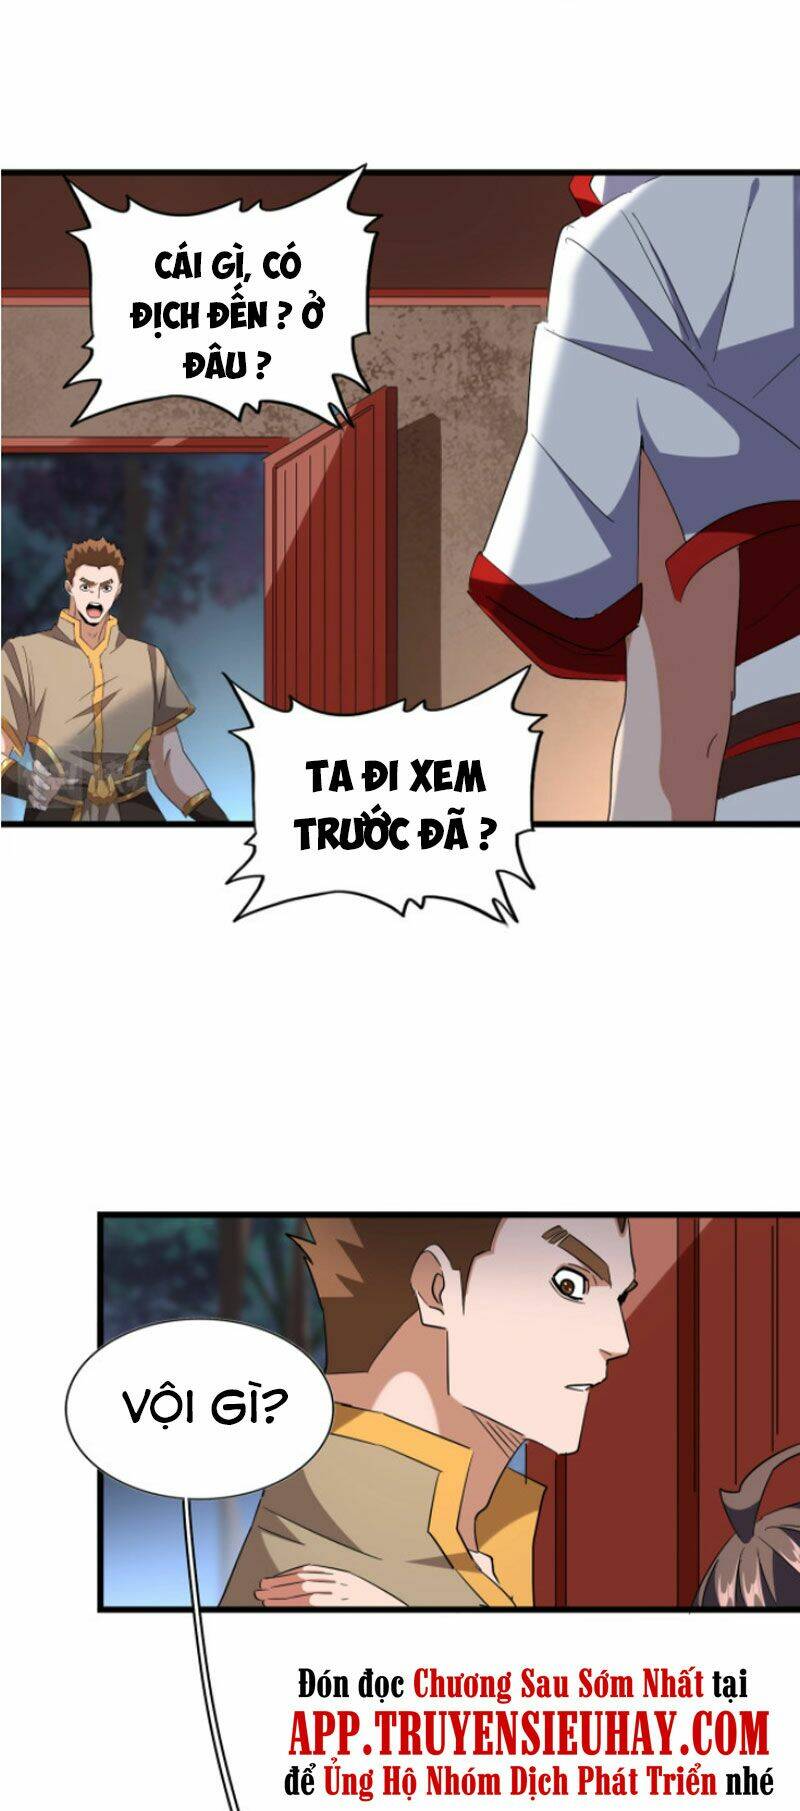 CÁI GÌ, CÓ
ĐỊCH ĐẾN ? Ở
ĐÂU ?
TA ĐI XEM
TRƯỚC ĐÃ ?
VỘI GÌ?
Đón đọc Chương Sau Sớm Nhất tại
APP.TRUYENSIEUHAY.COM
để Ủng Hộ Nhóm Dịch Phát Triển nhé